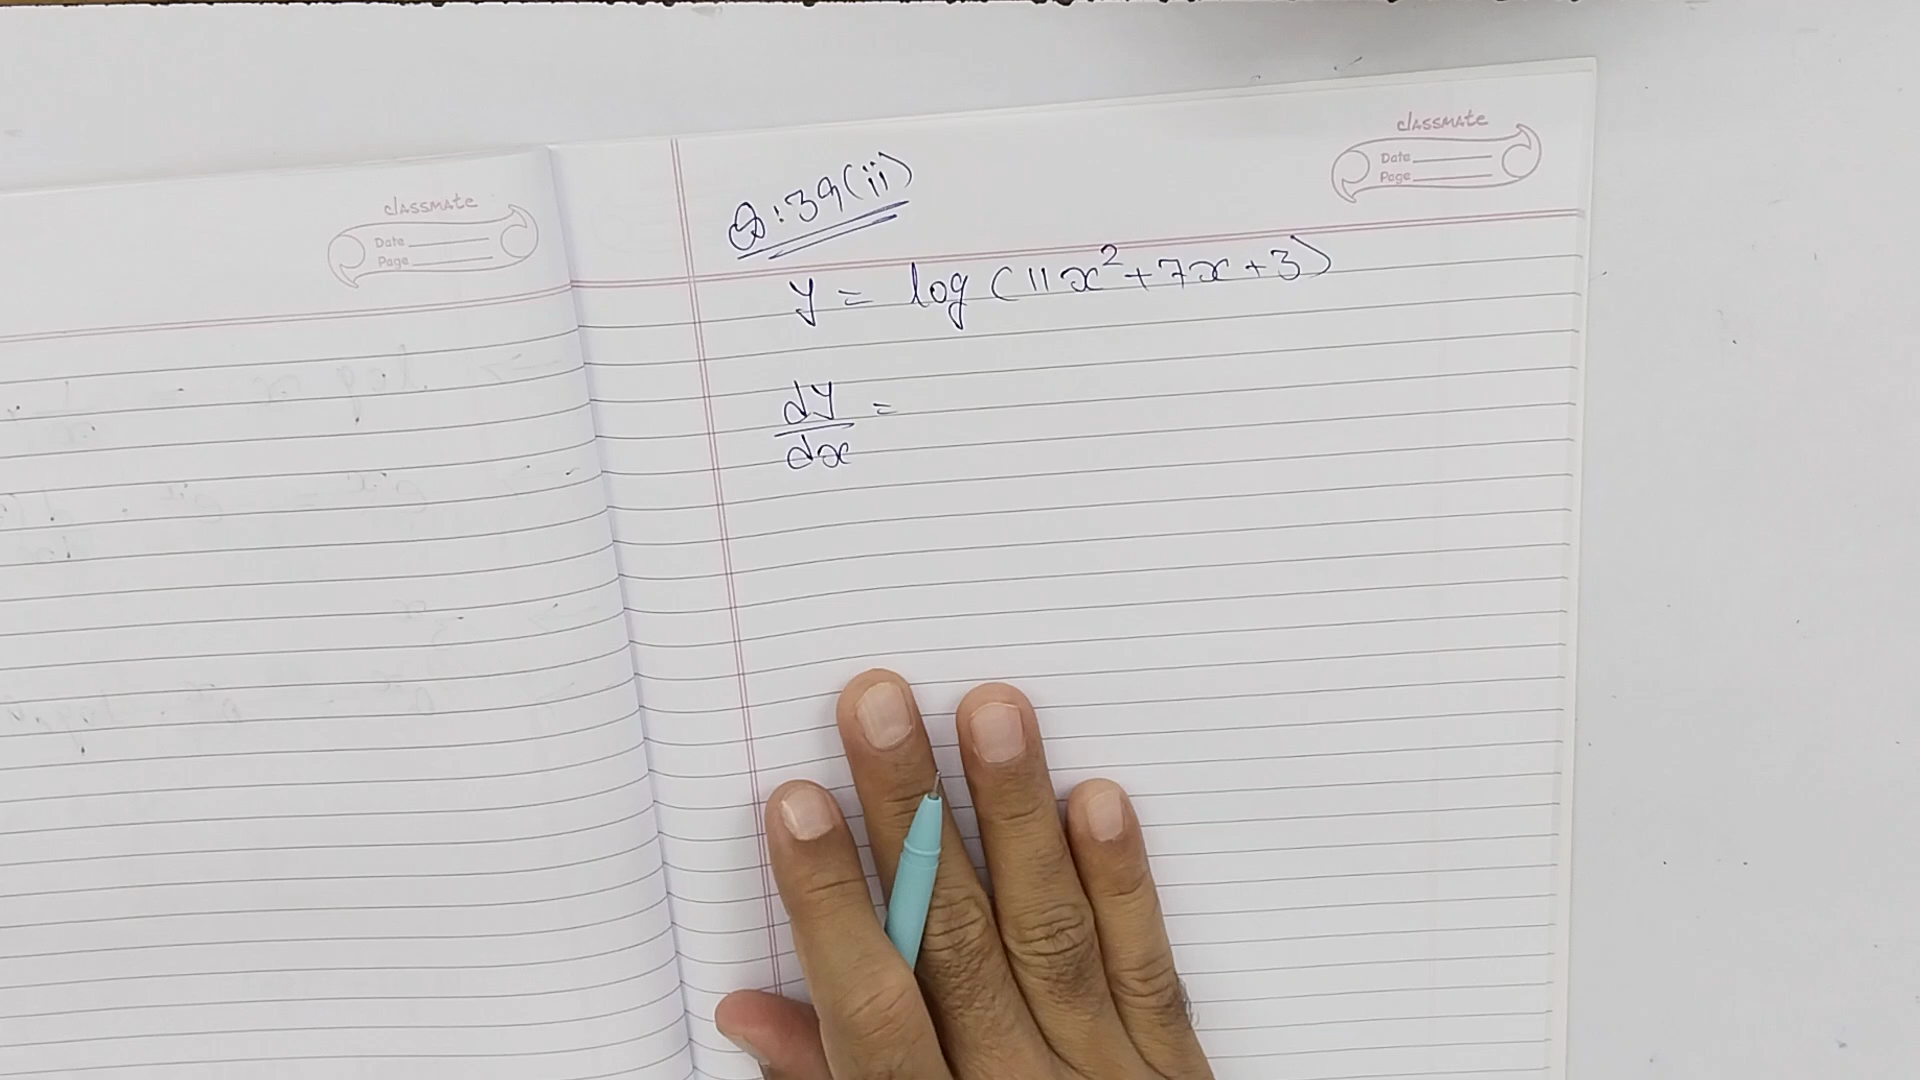 classmate
Date
Page
classmate
Date
Page
Q:39(ii)
y = log (11x²+7x+3)
dy/dx =